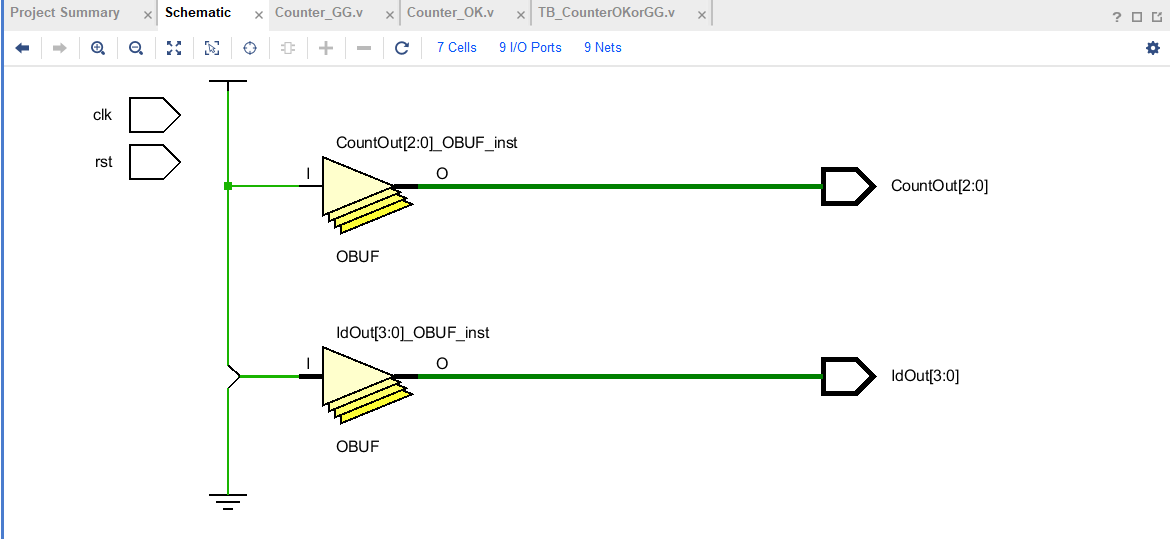 Project Summary × Schematic × Counter_GG.v × Counter_OK.v × TB_CounterOKorGG.v ×
?
7 Cells 9 I/O Ports 9 Nets
clk
rst
CountOut[2:0]_OBUF_inst
I O
CountOut[2:0]
OBUF
IdOut[3:0]_OBUF_inst
I O
IdOut[3:0]
OBUF